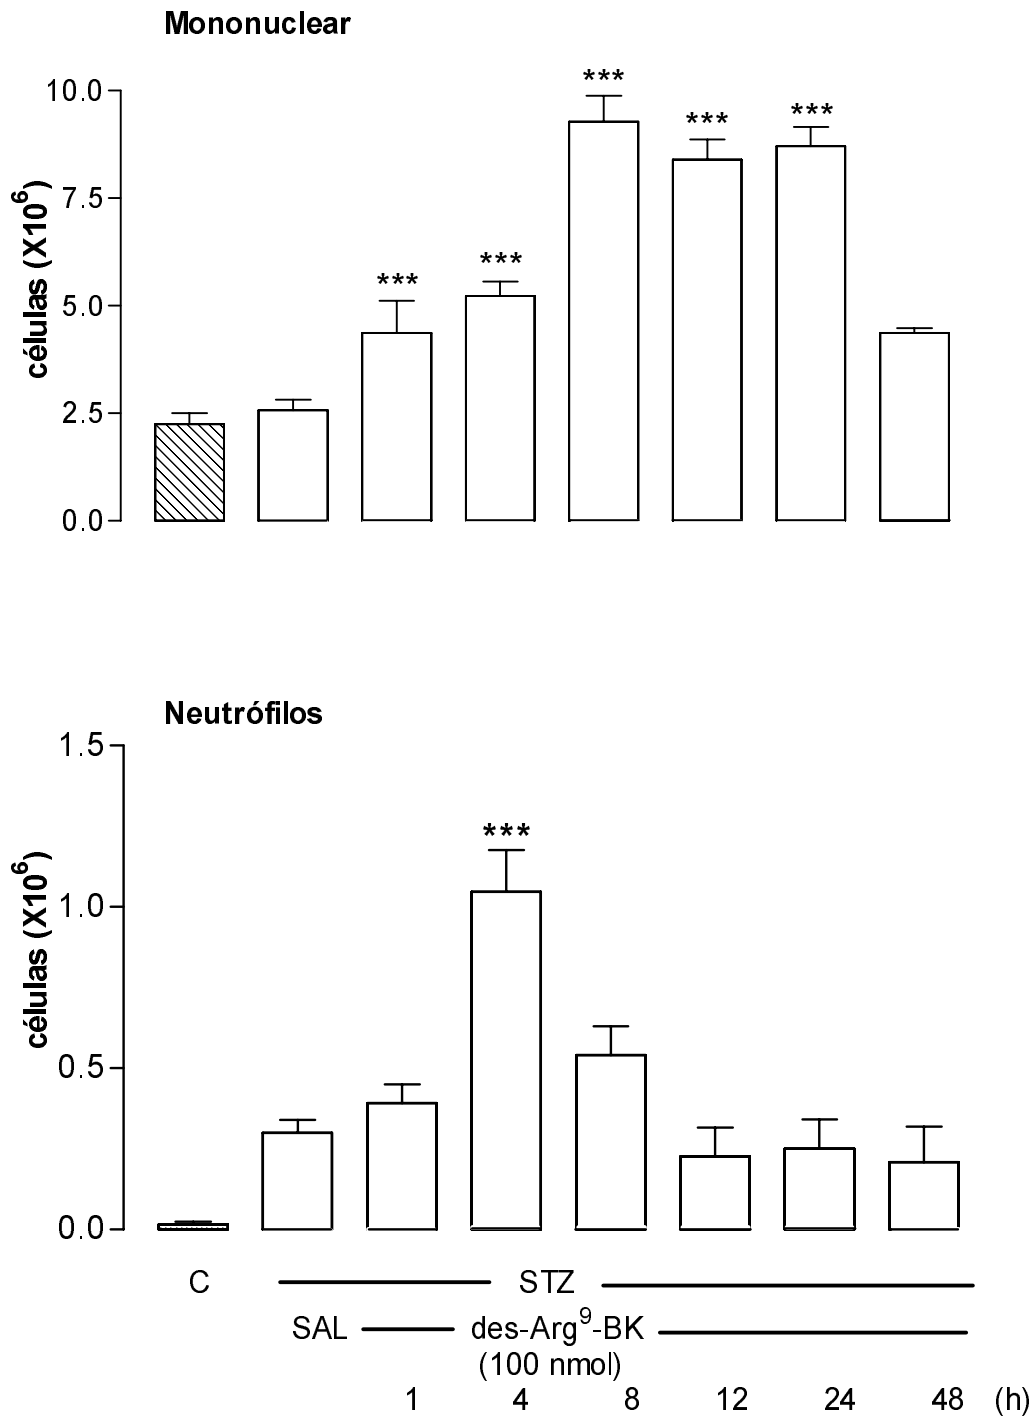 Mononuclear
células (X10⁶)
10.0
7.5
5.0
2.5
0.0
***
***
***
***
***
Neutrófilos
células (X10⁶)
1.5
1.0
0.5
0.0
***
C STZ
SAL des-Arg⁹-BK
(100 nmol)
1 4 8 12 24 48 (h)